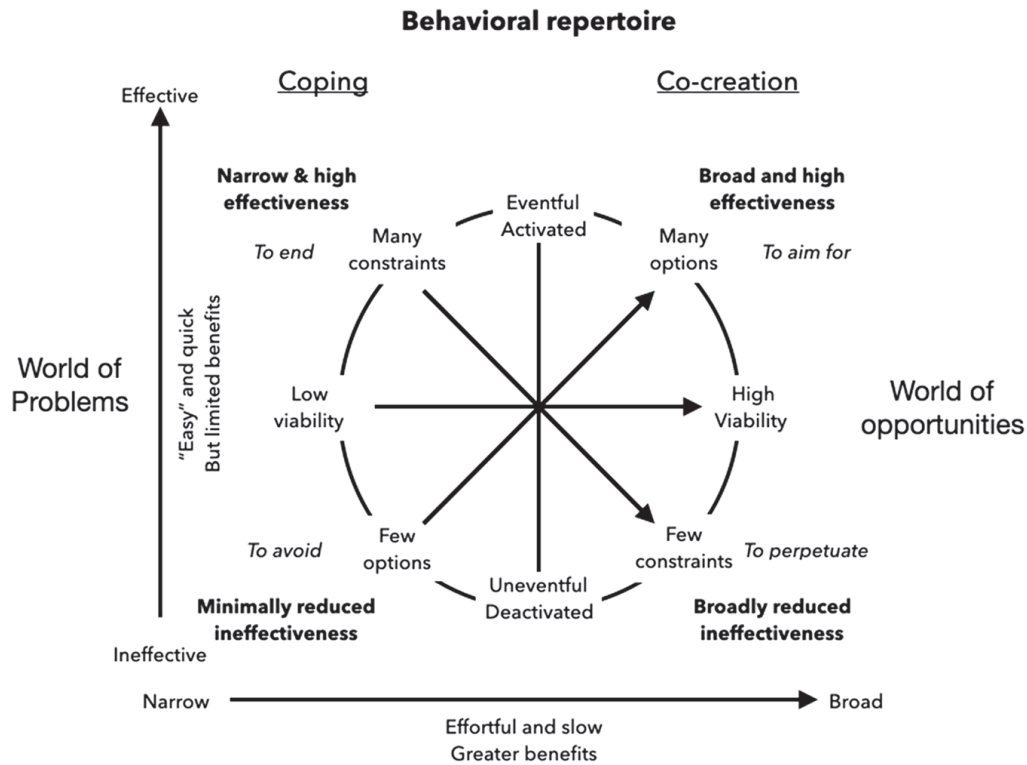 Behavioral repertoire
Coping
Co-creation
Effective
Narrow & high
effectiveness
Broad and high
effectiveness
Eventful
Activated
To end
Many
constraints
Many
options
To aim for
World of
Problems
"Easy" and quick
But limited benefits
Low
viability
High
Viability
World of
opportunities
To avoid
Few
options
Few
constraints
To perpetuate
Uneventful
Deactivated
Minimally reduced
ineffectiveness
Broadly reduced
ineffectiveness
Ineffective
Narrow
Broad
Effortful and slow
Greater benefits